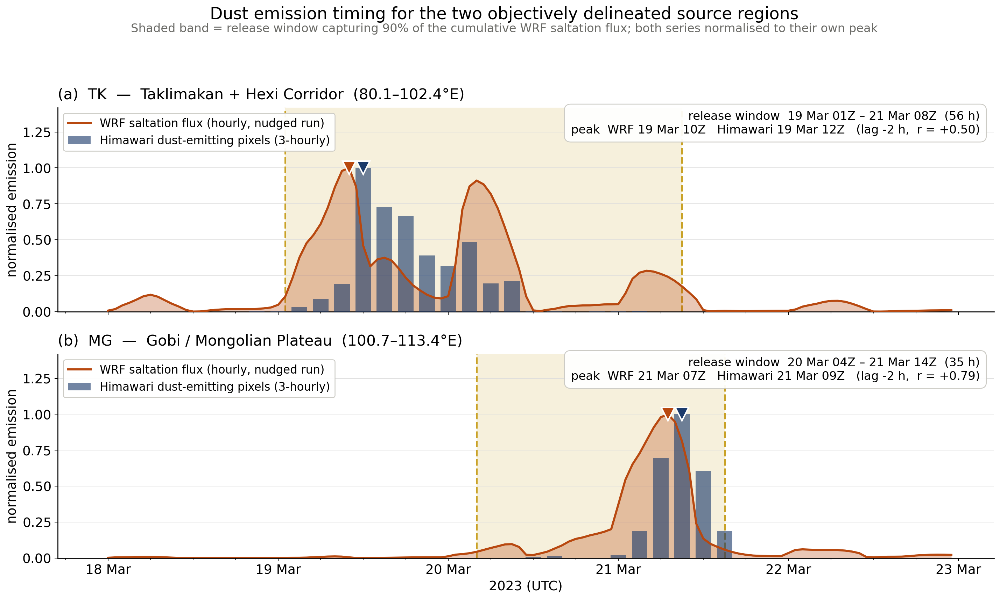 Dust emission timing for the two objectively delineated source regions
Shaded band = release window capturing 90% of the cumulative WRF saltation flux; both series normalised to their own peak
(a)  TK  —  Taklimakan + Hexi Corridor  (80.1–102.4°E)
WRF saltation flux (hourly, nudged run)
Himawari dust-emitting pixels (3-hourly)
release window  19 Mar 01Z – 21 Mar 08Z  (56 h)
peak  WRF 19 Mar 10Z   Himawari 19 Mar 12Z   (lag -2 h,  r = +0.50)
normalised emission
1.25
1.00
0.75
0.50
0.25
0.00
(b)  MG  —  Gobi / Mongolian Plateau  (100.7–113.4°E)
WRF saltation flux (hourly, nudged run)
Himawari dust-emitting pixels (3-hourly)
release window  20 Mar 04Z – 21 Mar 14Z  (35 h)
peak  WRF 21 Mar 07Z   Himawari 21 Mar 09Z   (lag -2 h,  r = +0.79)
normalised emission
1.25
1.00
0.75
0.50
0.25
0.00
18 Mar
19 Mar
20 Mar
21 Mar
22 Mar
23 Mar
2023 (UTC)